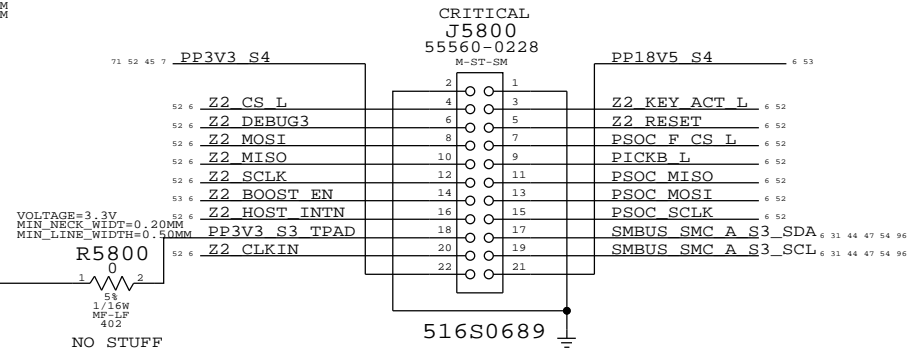 M
M
CRITICAL
J5800
55560-0228
M-ST-SM
71 52 45 7 PP3V3_S4
PP18V5_S4 6 53
2 1
52 6 Z2_CS_L 4 3 Z2_KEY_ACT_L 6 52
52 6 Z2_DEBUG3 6 5 Z2_RESET 6 52
52 6 Z2_MOSI 8 7 PSOC_F_CS_L 6 52
52 6 Z2_MISO 10 9 PICKB_L 6 52
52 6 Z2_SCLK 12 11 PSOC_MISO 6 52
53 6 Z2_BOOST_EN 14 13 PSOC_MOSI 6 52
52 6 Z2_HOST_INTN 16 15 PSOC_SCLK 6 52
PP3V3_S3_TPAD 18 17 SMBUS_SMC_A_S3_SDA 6 31 44 47 54 96
52 6 Z2_CLKIN 20 19 SMBUS_SMC_A_S3_SCL 6 31 44 47 54 96
22 21
VOLTAGE=3.3V
MIN_NECK_WIDT=0.20MM
MIN_LINE_WIDTH=0.50MM
R5800
0
1 2
5%
1/16W
MF-LF
402
NO STUFF
516S0689